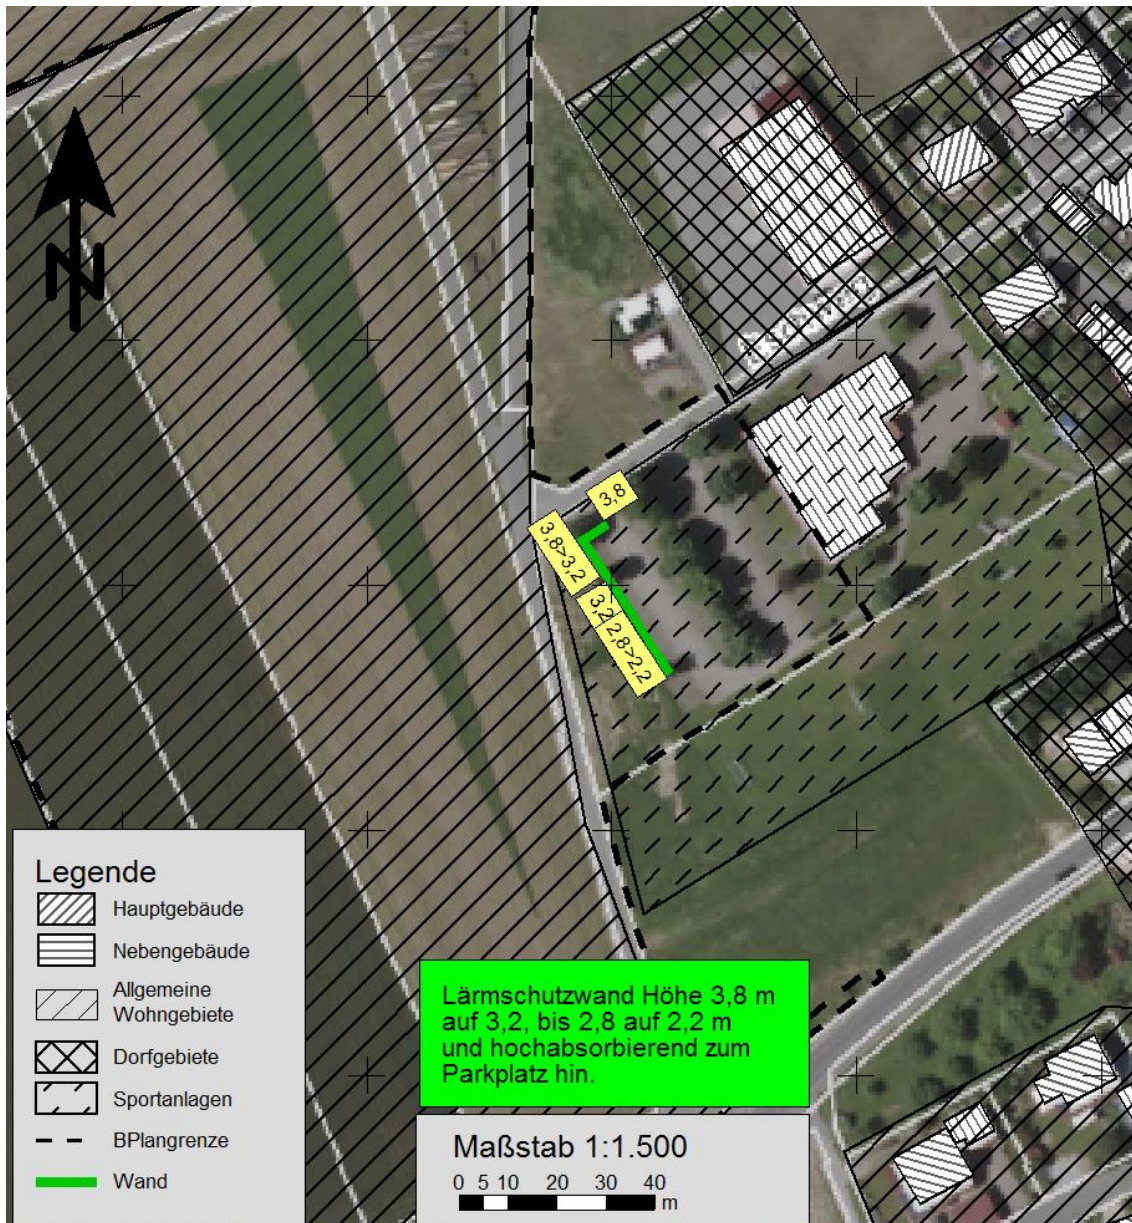 N
3,8
3,8>3,2
3,2
2,8>2,2
Legende
Hauptgebäude
Nebengebäude
Allgemeine
Wohngebiete
Dorfgebiete
Sportanlagen
BPlangrenze
Wand
Lärmschutzwand Höhe 3,8 m
auf 3,2, bis 2,8 auf 2,2 m
und hochabsorbierend zum
Parkplatz hin.
Maßstab 1:1.500
0 5 10 20 30 40
m